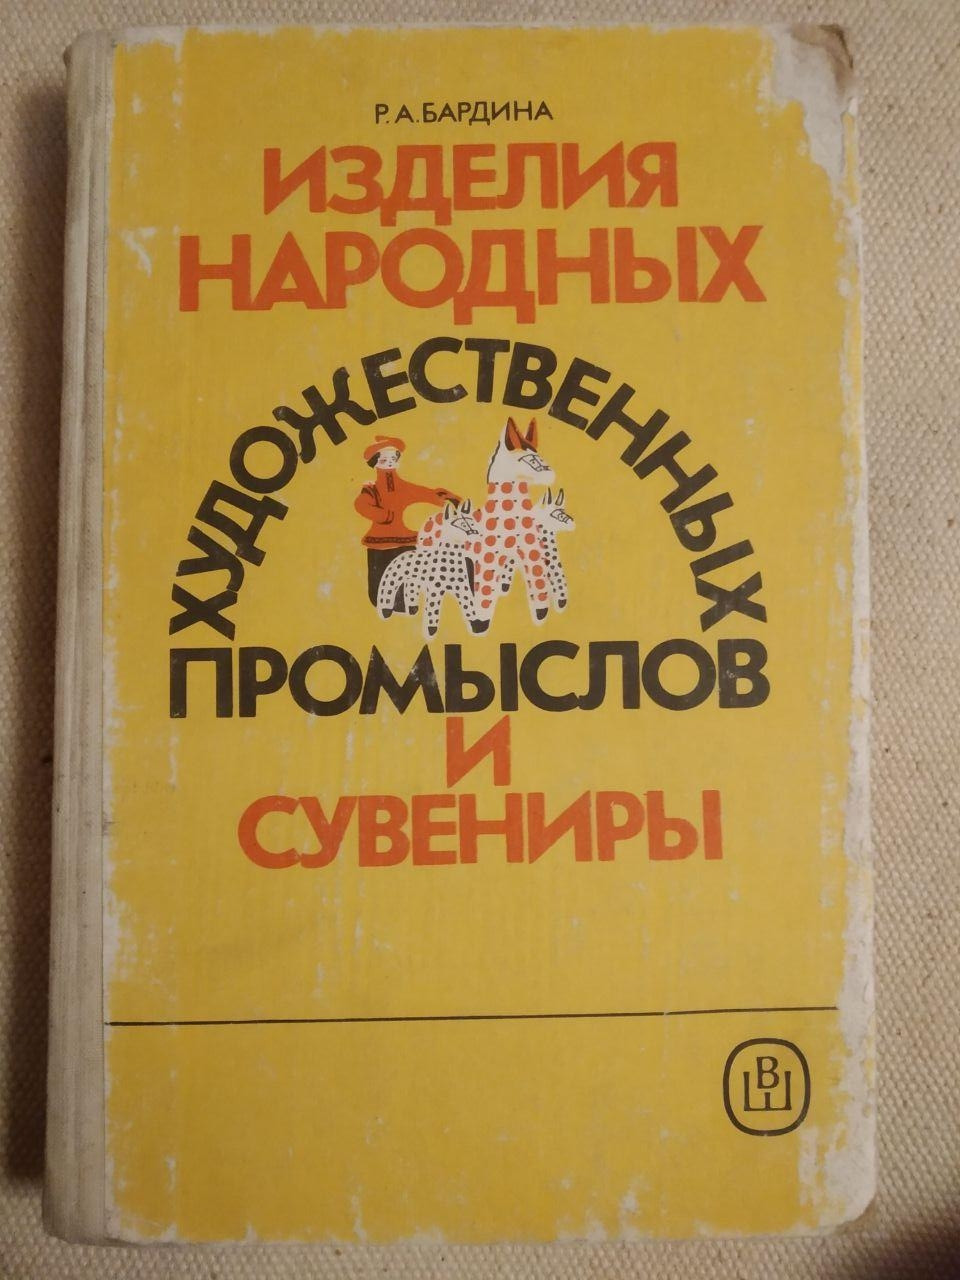 Р.А.БАРДИНА
ИЗДЕЛИЯ
НАРОДНЫХ
ХУДОЖЕСТВЕННЫХ
ПРОМЫСЛОВ
И
СУВЕНИРЫ
ВШ